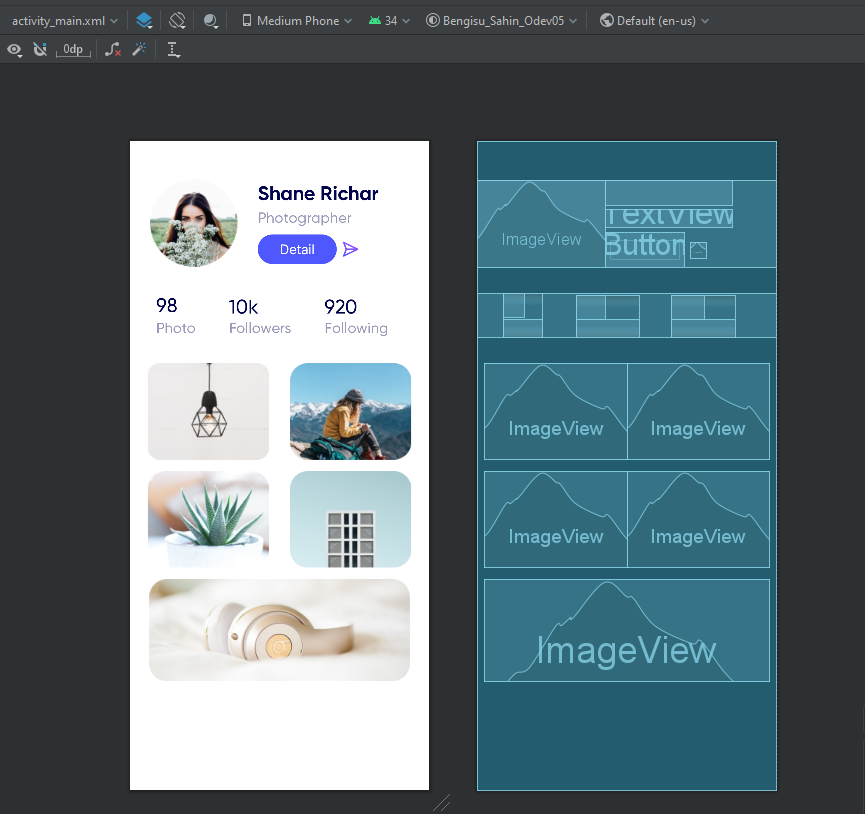 activity_main.xml Medium Phone 34 Bengisu_Sahin_Odev05 Default (en-us)
0dp
Shane Richar
Photographer
Detail
98 10k 920
Photo Followers Following
ImageView
TextView
Button
ImageView ImageView
ImageView ImageView
ImageView